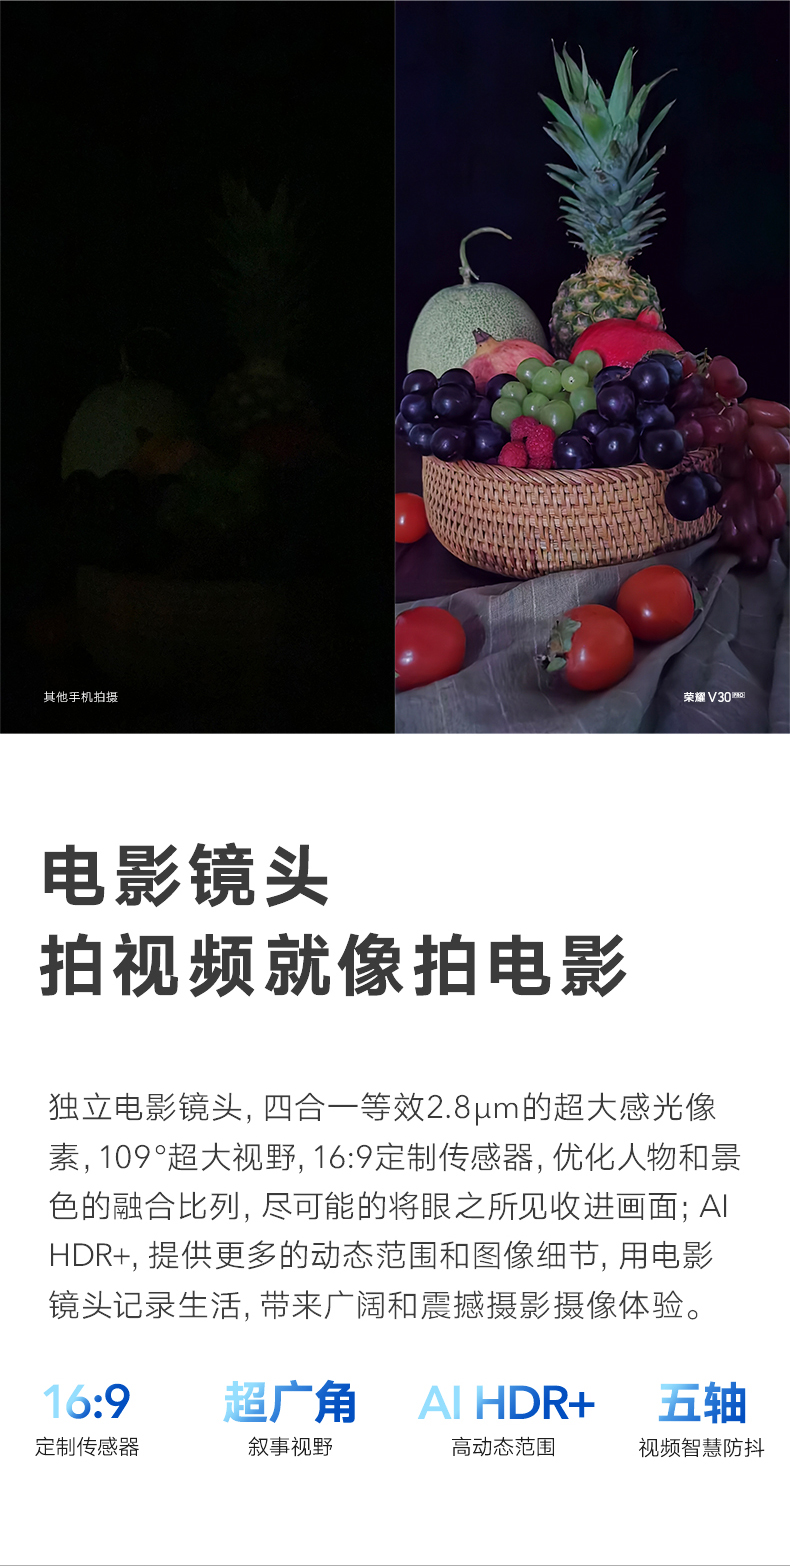 其他手机拍摄
荣耀 V30 PRO
电影镜头
拍视频就像拍电影
独立电影镜头, 四合一等效2.8μm的超大感光像
素, 109°超大视野, 16:9定制传感器, 优化人物和景
色的融合比列, 尽可能的将眼之所见收进画面; AI
HDR+, 提供更多的动态范围和图像细节, 用电影
镜头记录生活, 带来广阔和震撼摄影摄像体验。
16:9 超广角 AI HDR+ 五轴
定制传感器 叙事视野 高动态范围 视频智慧防抖